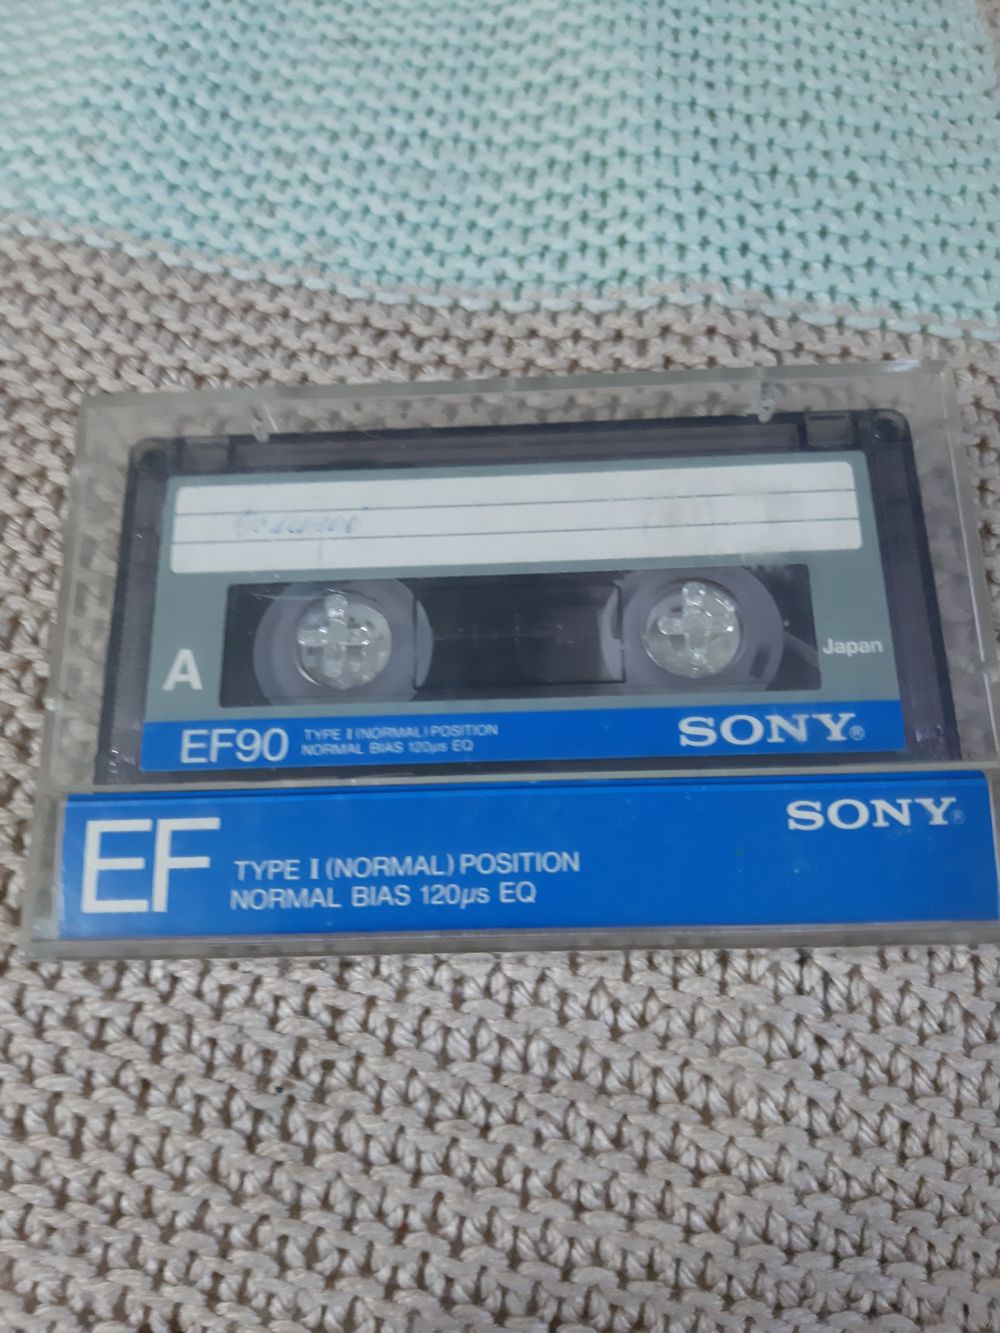 A
Japan
EF90 TYPE I (NORMAL) POSITION
NORMAL BIAS 120µs EQ
SONY®
SONY®
EF
TYPE I (NORMAL) POSITION
NORMAL BIAS 120µs EQ